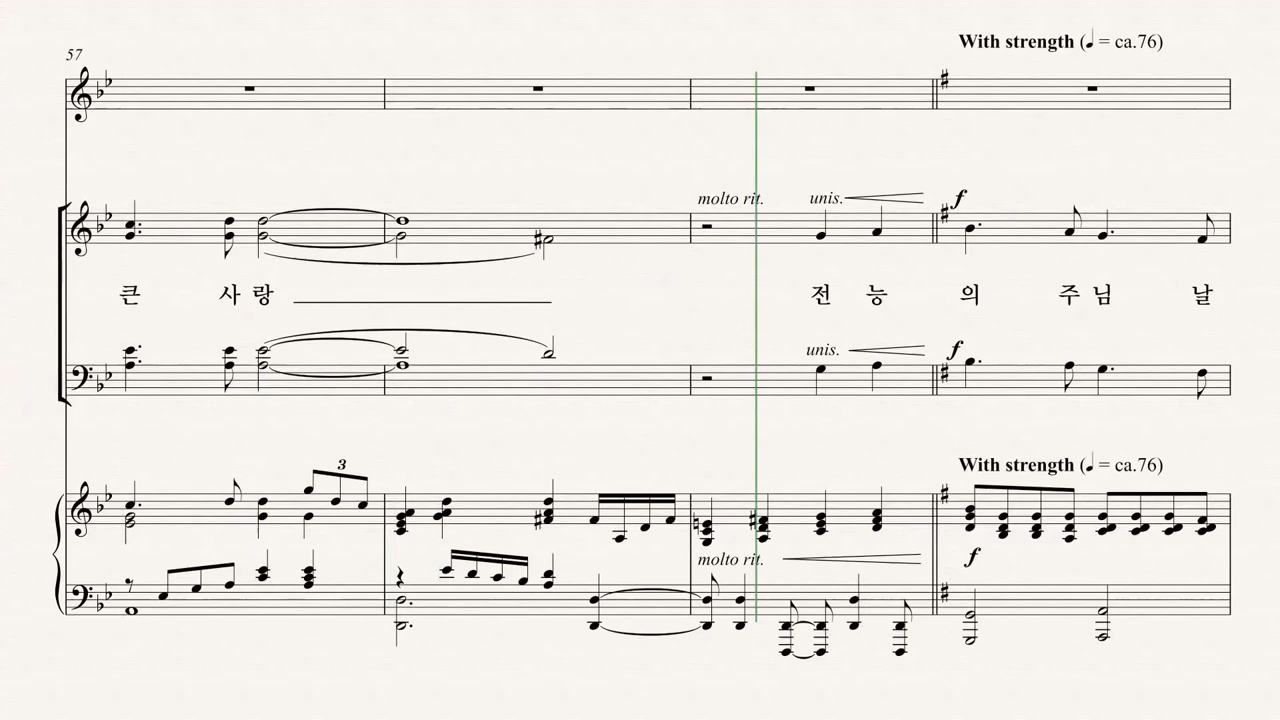 With strength (♩ = ca.76)
57
molto rit. unis. f
큰 사 랑 전 능 의 주 님 날
unis. f
With strength (♩ = ca.76)
3
molto rit. f